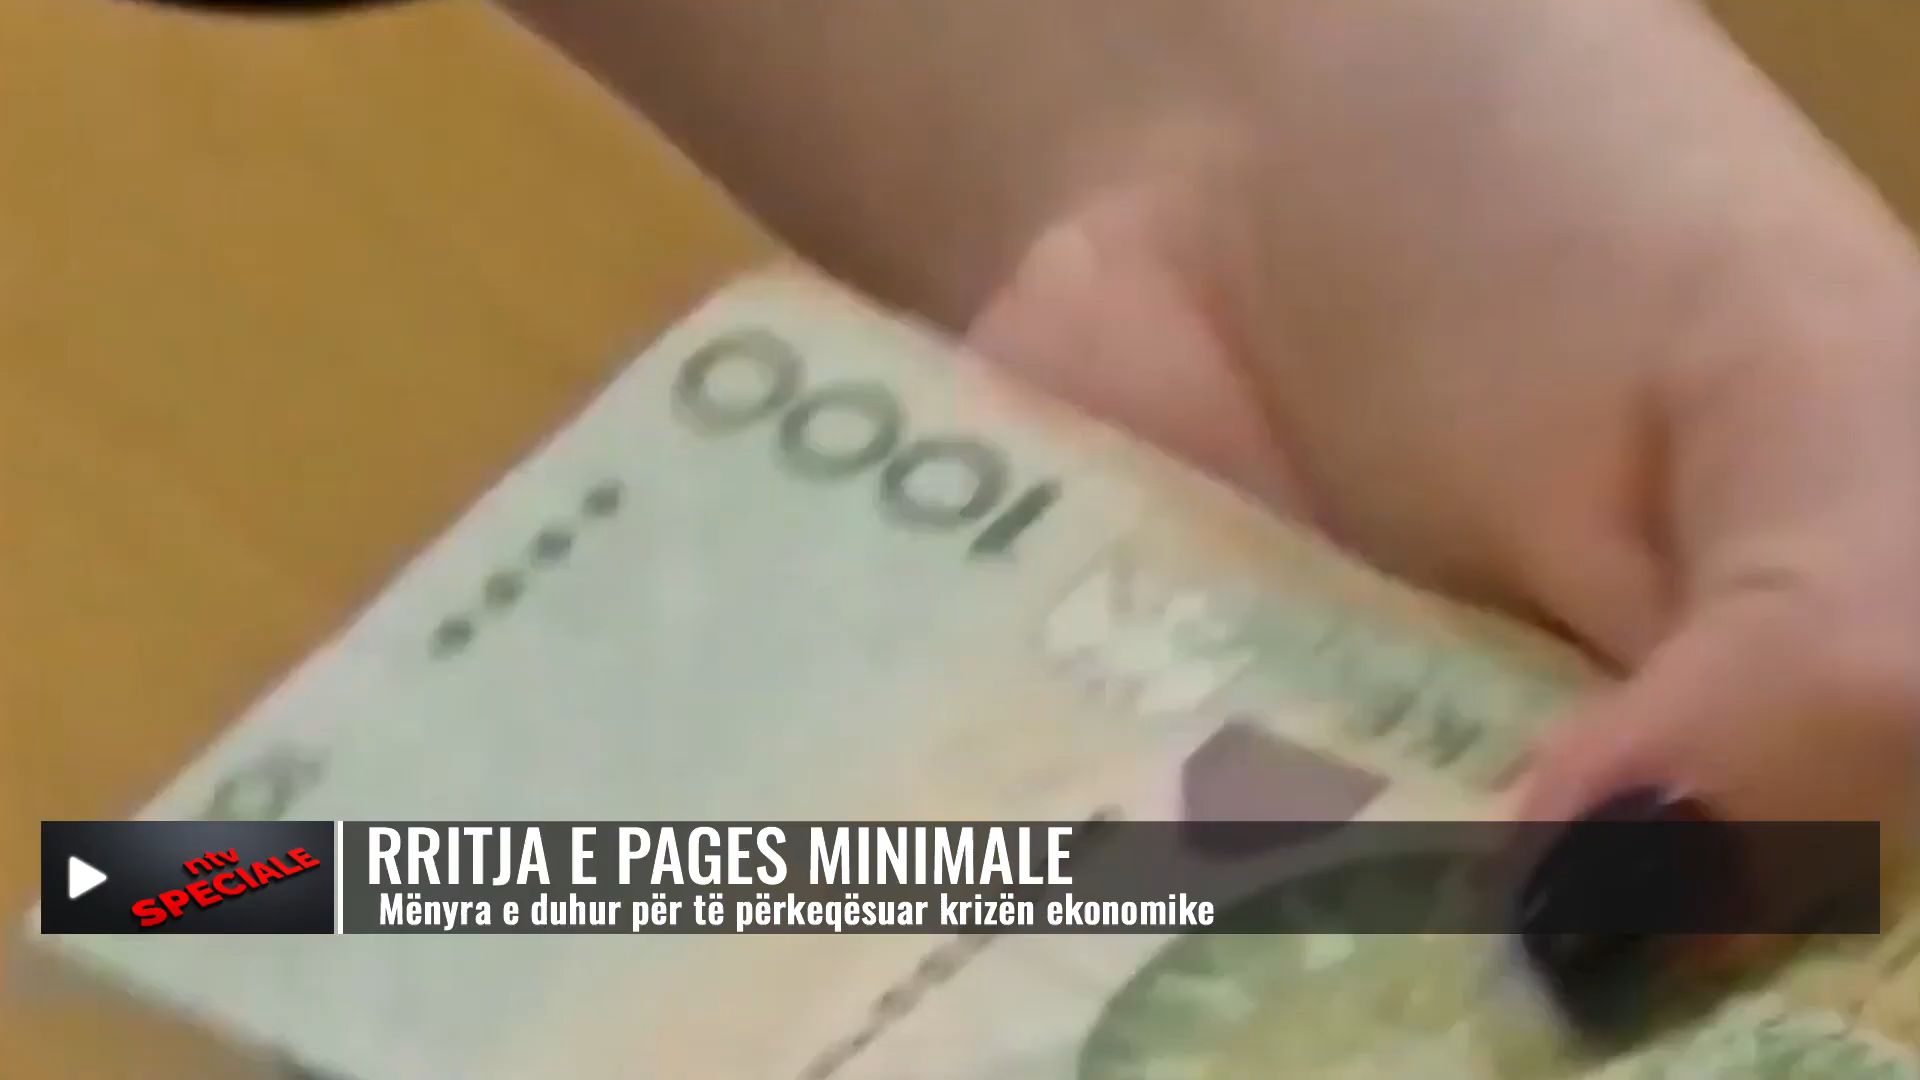 1000
ntv
SPECIALE
RRITJA E PAGES MINIMALE
Mënyra e duhur për të përkeqësuar krizën ekonomike